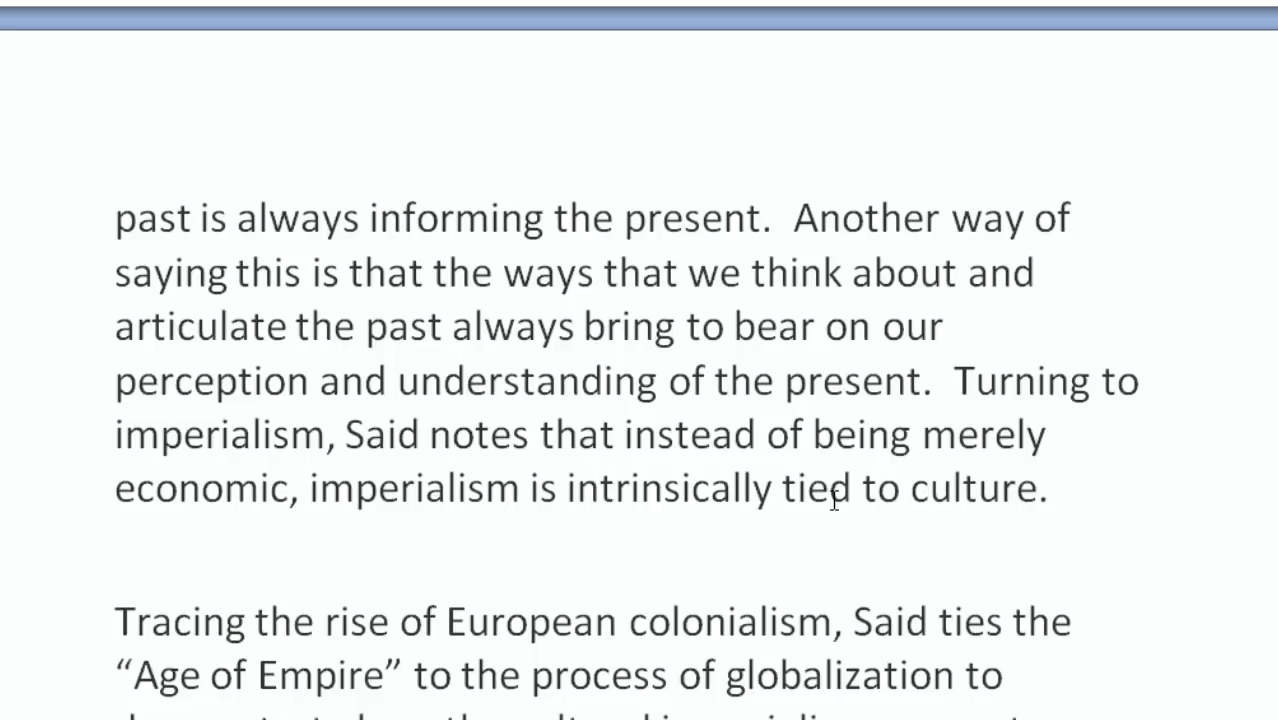 past is always informing the present.  Another way of
saying this is that the ways that we think about and
articulate the past always bring to bear on our
perception and understanding of the present.  Turning to
imperialism, Said notes that instead of being merely
economic, imperialism is intrinsically tied to culture.
Tracing the rise of European colonialism, Said ties the
“Age of Empire” to the process of globalization to